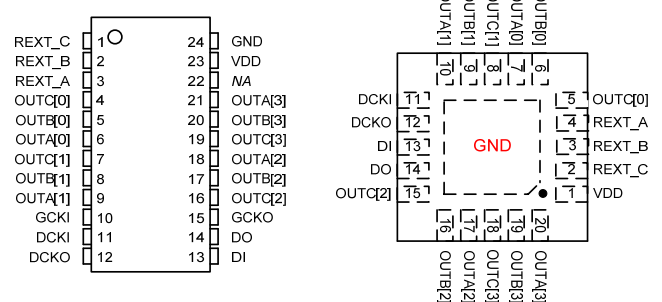 REXT_C 1 24 GND
REXT_B 2 23 VDD
REXT_A 3 22 NA
OUTC[0] 4 21 OUTA[3]
OUTB[0] 5 20 OUTB[3]
OUTA[0] 6 19 OUTC[3]
OUTC[1] 7 18 OUTA[2]
OUTB[1] 8 17 OUTB[2]
OUTA[1] 9 16 OUTC[2]
GCKI 10 15 GCKO
DCKI 11 14 DO
DCKO 12 13 DI
OUTA[1] OUTB[1] OUTC[1] OUTA[0] OUTB[0]
10 9 8 7 6
DCKI 11 5 OUTC[0]
DCKO 12 4 REXT_A
DI 13 GND 3 REXT_B
DO 14 2 REXT_C
OUTC[2] 15 1 VDD
16 17 18 19 20
OUTB[2] OUTA[2] OUTC[3] OUTB[3] OUTA[3]